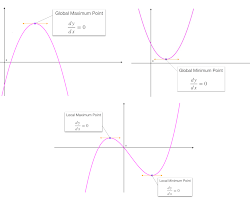 Global Maximum Point
dy/dx = 0
Global Minimum Point
dy/dx = 0
Local Maximum Point
dy/dx = 0
Local Minimum Point
dy/dx = 0